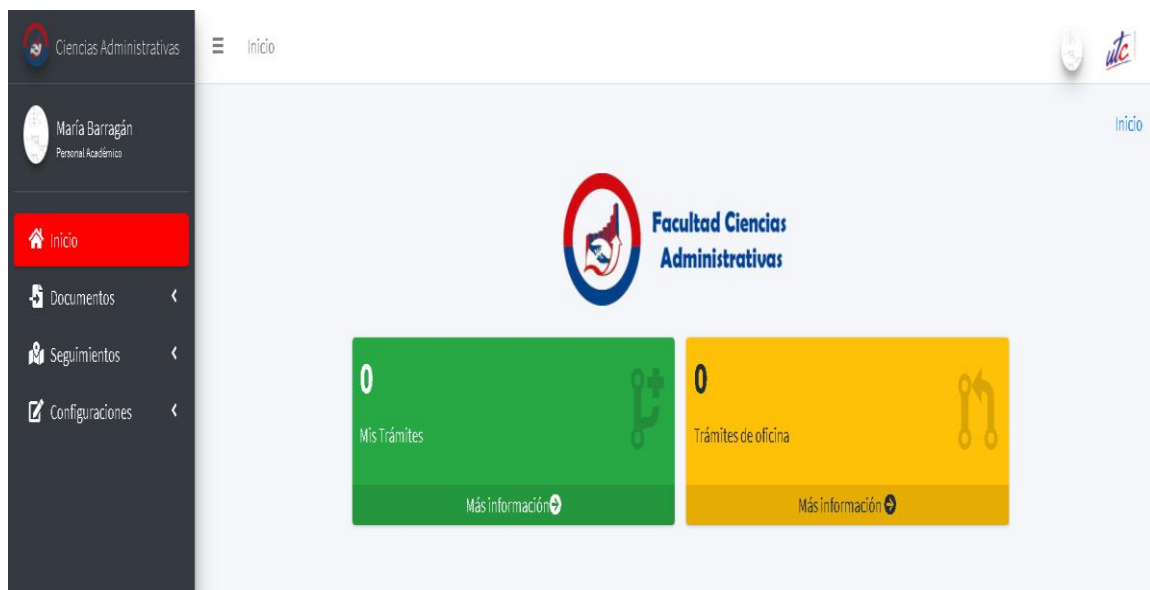 Ciencias Administrativas
Inicio
utc
María Barragán
Personal Académico
Inicio
Inicio
Documentos
Seguimientos
Configuraciones
Facultad Ciencias
Administrativas
0
Mis Trámites
Más información
0
Trámites de oficina
Más información